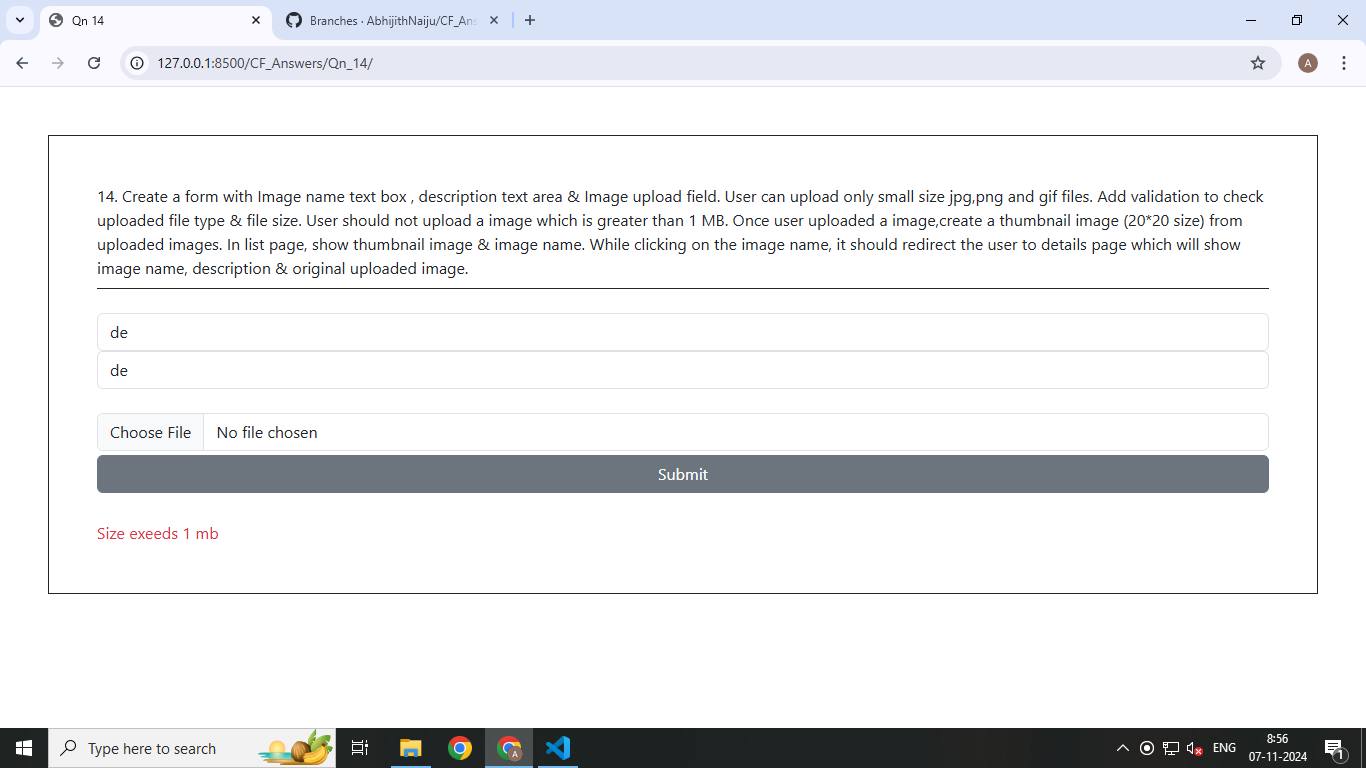 Qn 14
Branches · AbhijithNaiju/CF_Ans
127.0.0.1:8500/CF_Answers/Qn_14/
A
14. Create a form with Image name text box , description text area & Image upload field. User can upload only small size jpg,png and gif files. Add validation to check
uploaded file type & file size. User should not upload a image which is greater than 1 MB. Once user uploaded a image,create a thumbnail image (20*20 size) from
uploaded images. In list page, show thumbnail image & image name. While clicking on the image name, it should redirect the user to details page which will show
image name, description & original uploaded image.
de
de
Choose File No file chosen
Submit
Size exeeds 1 mb
Type here to search
A
ENG
8:56
07-11-2024
1